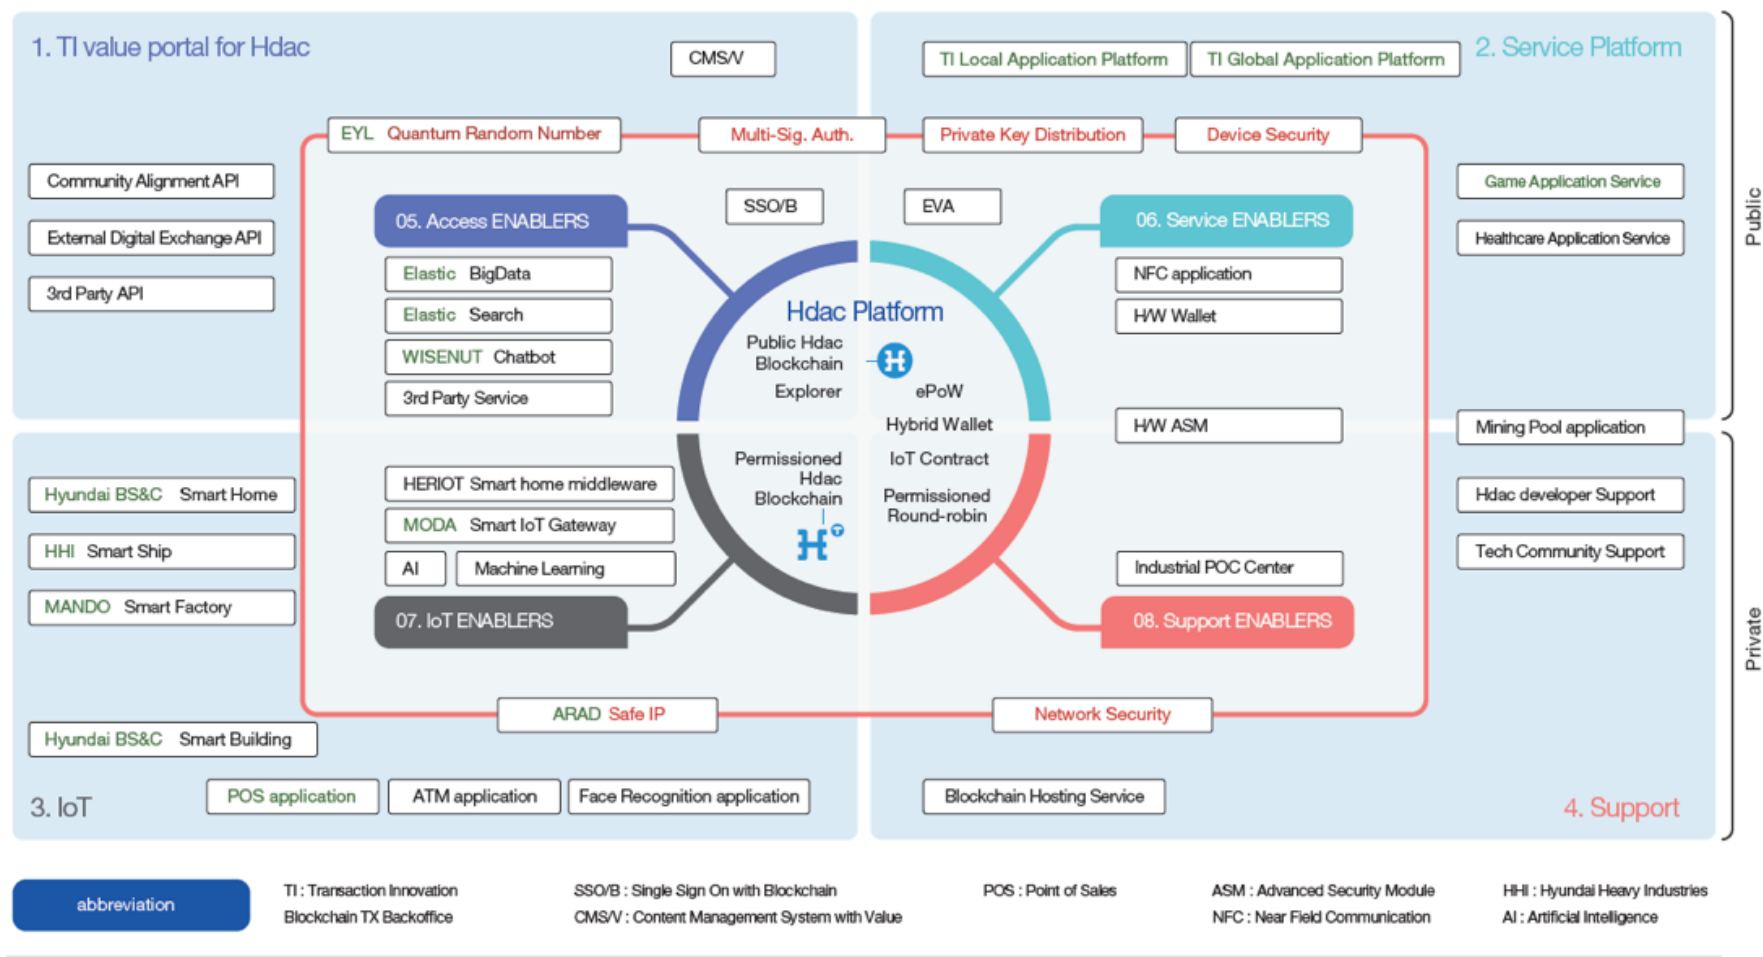 1. TI value portal for Hdac
CMS/V
TI Local Application Platform
TI Global Application Platform
2. Service Platform
EYL Quantum Random Number
Multi-Sig. Auth.
Private Key Distribution
Device Security
Community Alignment API
External Digital Exchange API
3rd Party API
05. Access ENABLERS
SSO/B
EVA
06. Service ENABLERS
Game Application Service
Healthcare Application Service
Public
Elastic BigData
Elastic Search
WISENUT Chatbot
3rd Party Service
NFC application
H/W Wallet
H/W ASM
Hdac Platform
Public Hdac
Blockchain
Explorer
ePoW
Hybrid Wallet
Permissioned
Hdac
Blockchain
IoT Contract
Permissioned
Round-robin
Mining Pool application
Hdac developer Support
Tech Community Support
Private
Hyundai BS&C Smart Home
HHI Smart Ship
MANDO Smart Factory
HERIOT Smart home middleware
MODA Smart IoT Gateway
AI
Machine Learning
07. IoT ENABLERS
Industrial POC Center
08. Support ENABLERS
ARAD Safe IP
Network Security
Hyundai BS&C Smart Building
3. IoT
POS application
ATM application
Face Recognition application
Blockchain Hosting Service
4. Support
abbreviation
TI : Transaction Innovation
Blockchain TX Backoffice
SSO/B : Single Sign On with Blockchain
CMS/V : Content Management System with Value
POS : Point of Sales
ASM : Advanced Security Module
NFC : Near Field Communication
HHI : Hyundai Heavy Industries
AI : Artificial Intelligence